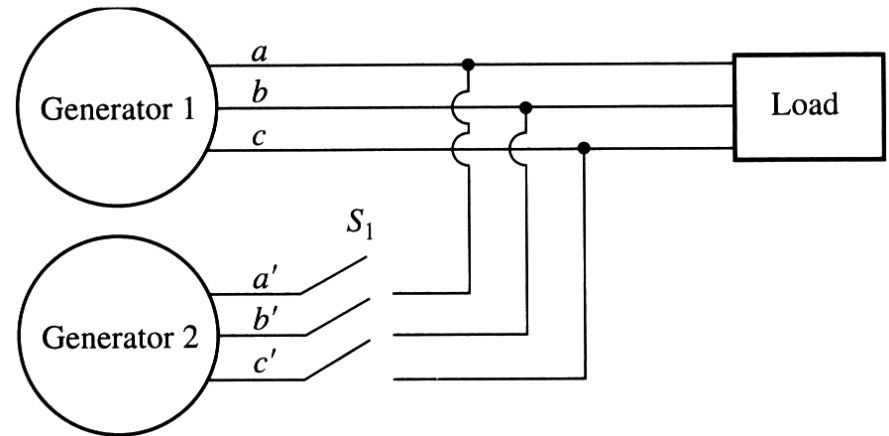 a
Generator 1
b
Load
c
S₁
a′
Generator 2
b′
c′